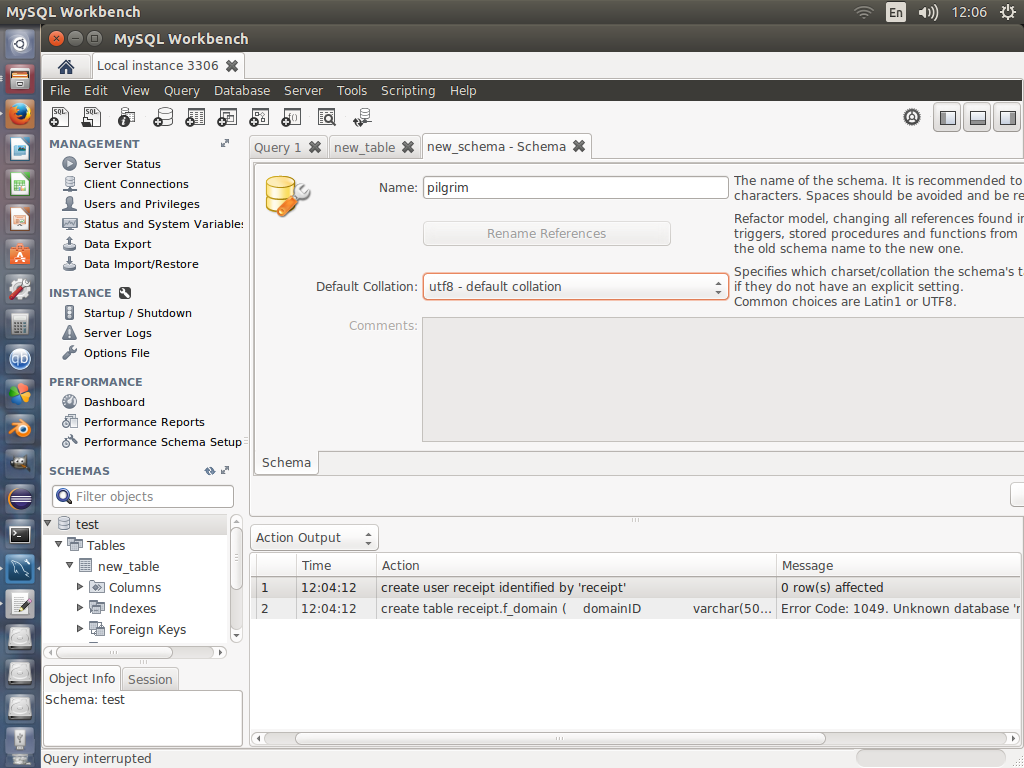 MySQL Workbench
En
12:06
MySQL Workbench
Local instance 3306
File Edit View Query Database Server Tools Scripting Help
MANAGEMENT
Server Status
Client Connections
Users and Privileges
Status and System Variables
Data Export
Data Import/Restore
INSTANCE
Startup / Shutdown
Server Logs
Options File
PERFORMANCE
Dashboard
Performance Reports
Performance Schema Setup
SCHEMAS
Filter objects
test
Tables
new_table
Columns
Indexes
Foreign Keys
Object Info Session
Schema: test
Query interrupted
Query 1 new_table new_schema - Schema
Name: pilgrim
The name of the schema. It is recommended to
characters. Spaces should be avoided and be re
Rename References
Refactor model, changing all references found in
triggers, stored procedures and functions from
the old schema name to the new one.
Default Collation: utf8 - default collation
Specifies which charset/collation the schema's t
if they do not have an explicit setting.
Common choices are Latin1 or UTF8.
Comments:
Schema
Action Output
Time Action Message
1 12:04:12 create user receipt identified by 'receipt' 0 row(s) affected
2 12:04:12 create table receipt.f_domain ( domainID varchar(50... Error Code: 1049. Unknown database 'r